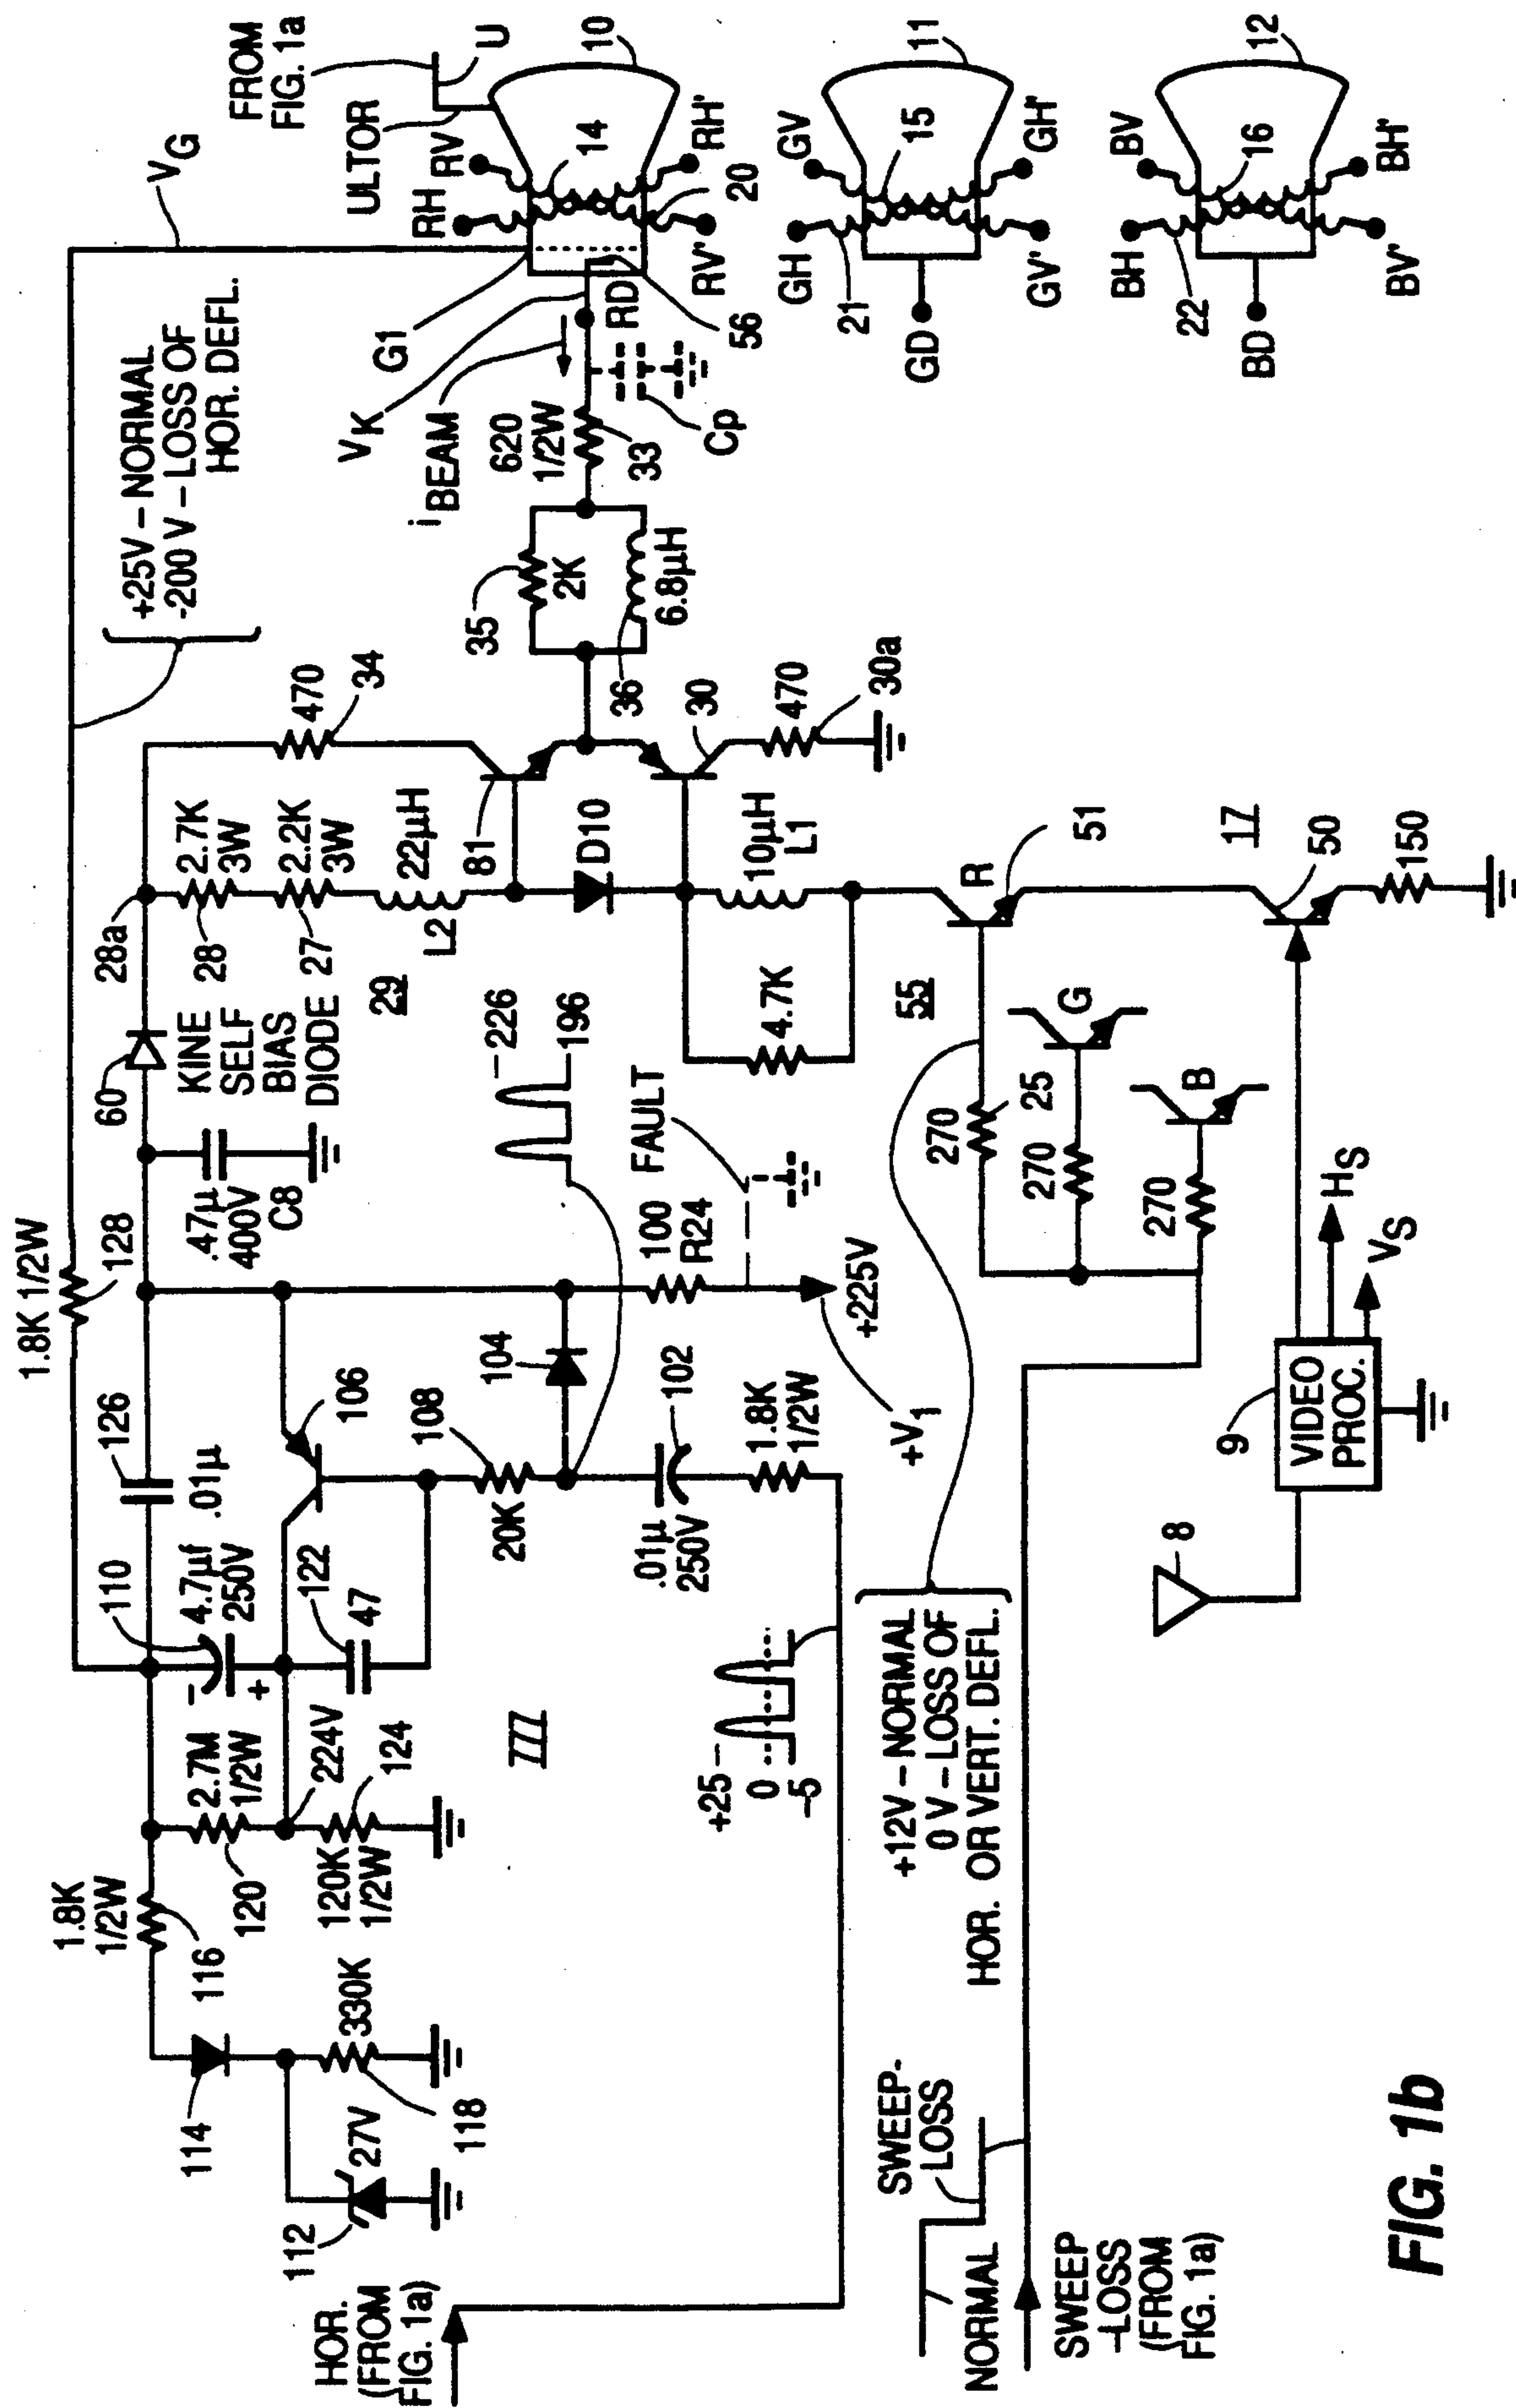 FROM
FIG. 1a
U
ULTOR
VG
10
RV
RH
14
RH'
20
RV'
G1
RD
56
VK
iBEAM
Cp
620
1/2W
33
GV
GH
15
11
GH'
21
GV'
GD
BV
BH
16
12
BH'
22
BV'
BD
+25V – NORMAL
-200 V – LOSS OF
HOR. DEFL.
35
2K
36
6.8µH
470
34
28a
2.7K
3W
28
2.2K
3W
27
22µH
L2
29
81
D10
30
470
30a
10µH
L1
4.7K
R
51
55
17
50
150
60
KINE
SELF
BIAS
DIODE
.47µ
400V
C8
1.8K 1/2W
128
226
196
FAULT
100
R24
+225V
+V1
270
25
270
G
270
B
126
.01µ
106
104
108
20K
102
.01µ
250V
1.8K
1/2W
110
4.7µf
250V
–
+
122
47
777
1.8K
1/2W
116
2.7M
1/2W
120
224V
124
120K
1/2W
114
330K
118
27V
112
+25
0
–5
HOR.
(FROM
FIG. 1a)
+12V – NORMAL
0 V – LOSS OF
HOR. OR VERT. DEFL.
8
9
VIDEO
PROC.
HS
VS
SWEEP-
LOSS
NORMAL
SWEEP
-LOSS
(FROM
FIG. 1a)
FIG. 1b